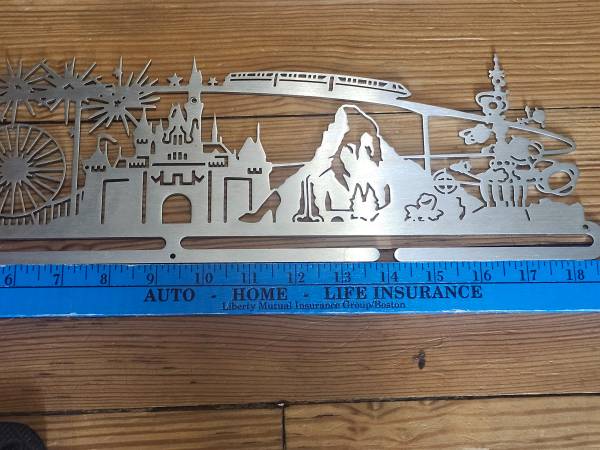 6 7 8 9 10 11 12 13 14 15 16 17 18
AUTO - HOME - LIFE INSURANCE
Liberty Mutual Insurance Group/Boston